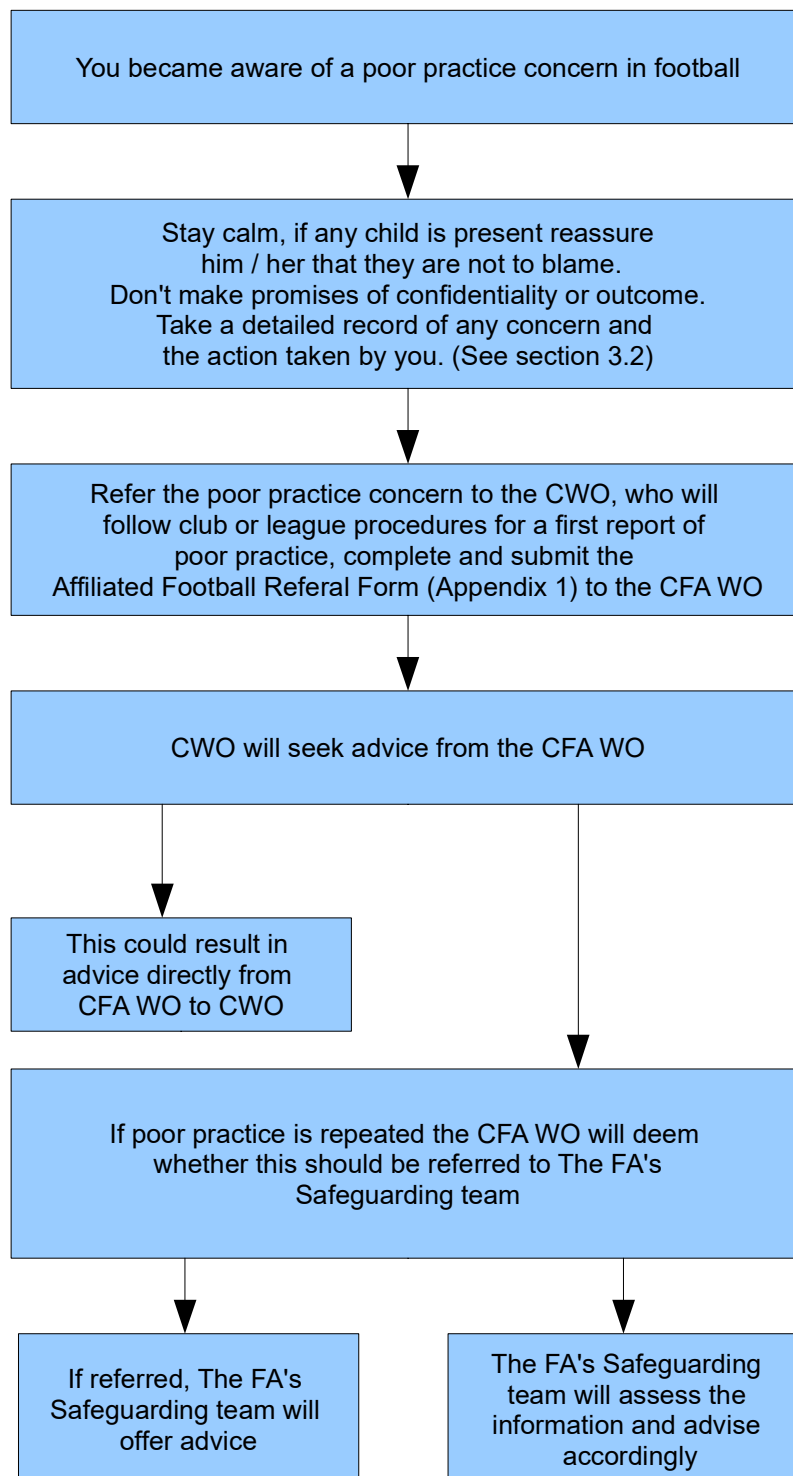 You became aware of a poor practice concern in football
Stay calm, if any child is present reassure
him / her that they are not to blame.
Don't make promises of confidentiality or outcome.
Take a detailed record of any concern and
the action taken by you. (See section 3.2)
Refer the poor practice concern to the CWO, who will
follow club or league procedures for a first report of
poor practice, complete and submit the
Affiliated Football Referal Form (Appendix 1) to the CFA WO
CWO will seek advice from the CFA WO
This could result in
advice directly from
CFA WO to CWO
If poor practice is repeated the CFA WO will deem
whether this should be referred to The FA's
Safeguarding team
If referred, The FA's
Safeguarding team will
offer advice
The FA's Safeguarding
team will assess the
information and advise
accordingly